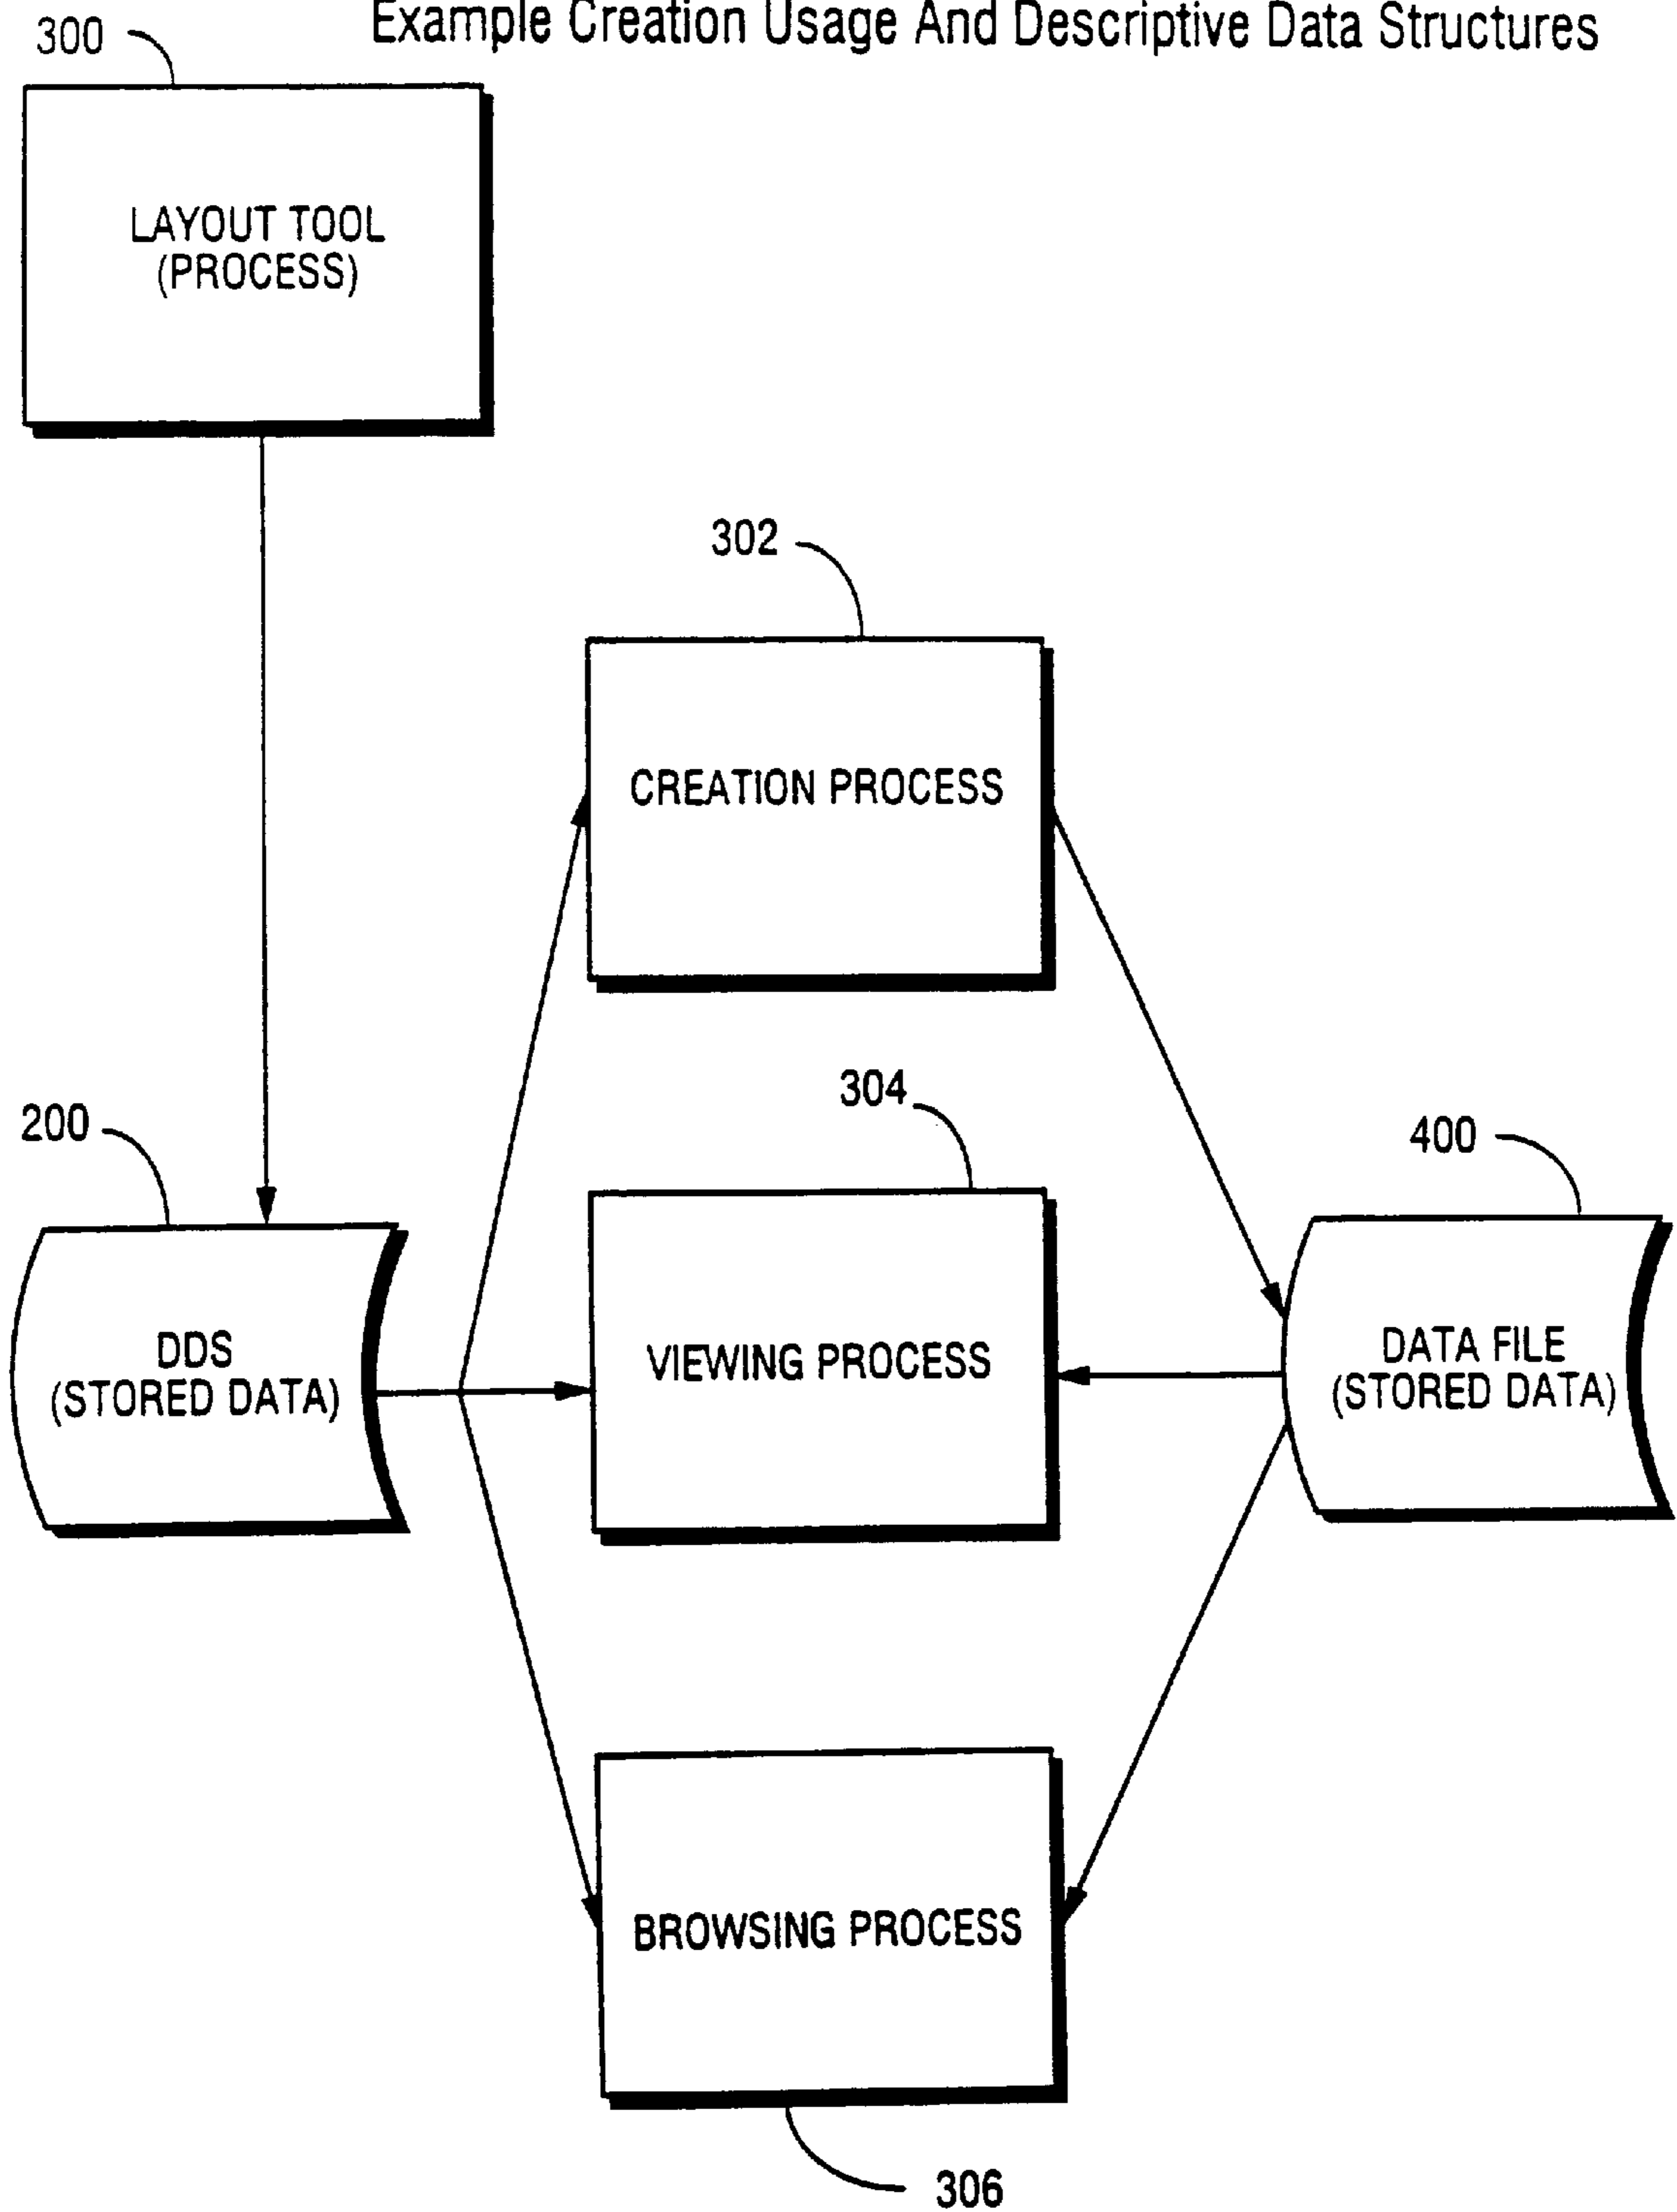 Example Creation Usage And Descriptive Data Structures
300
LAYOUT TOOL
(PROCESS)
302
CREATION PROCESS
304
200
400
DDS
(STORED DATA)
VIEWING PROCESS
DATA FILE
(STORED DATA)
BROWSING PROCESS
306